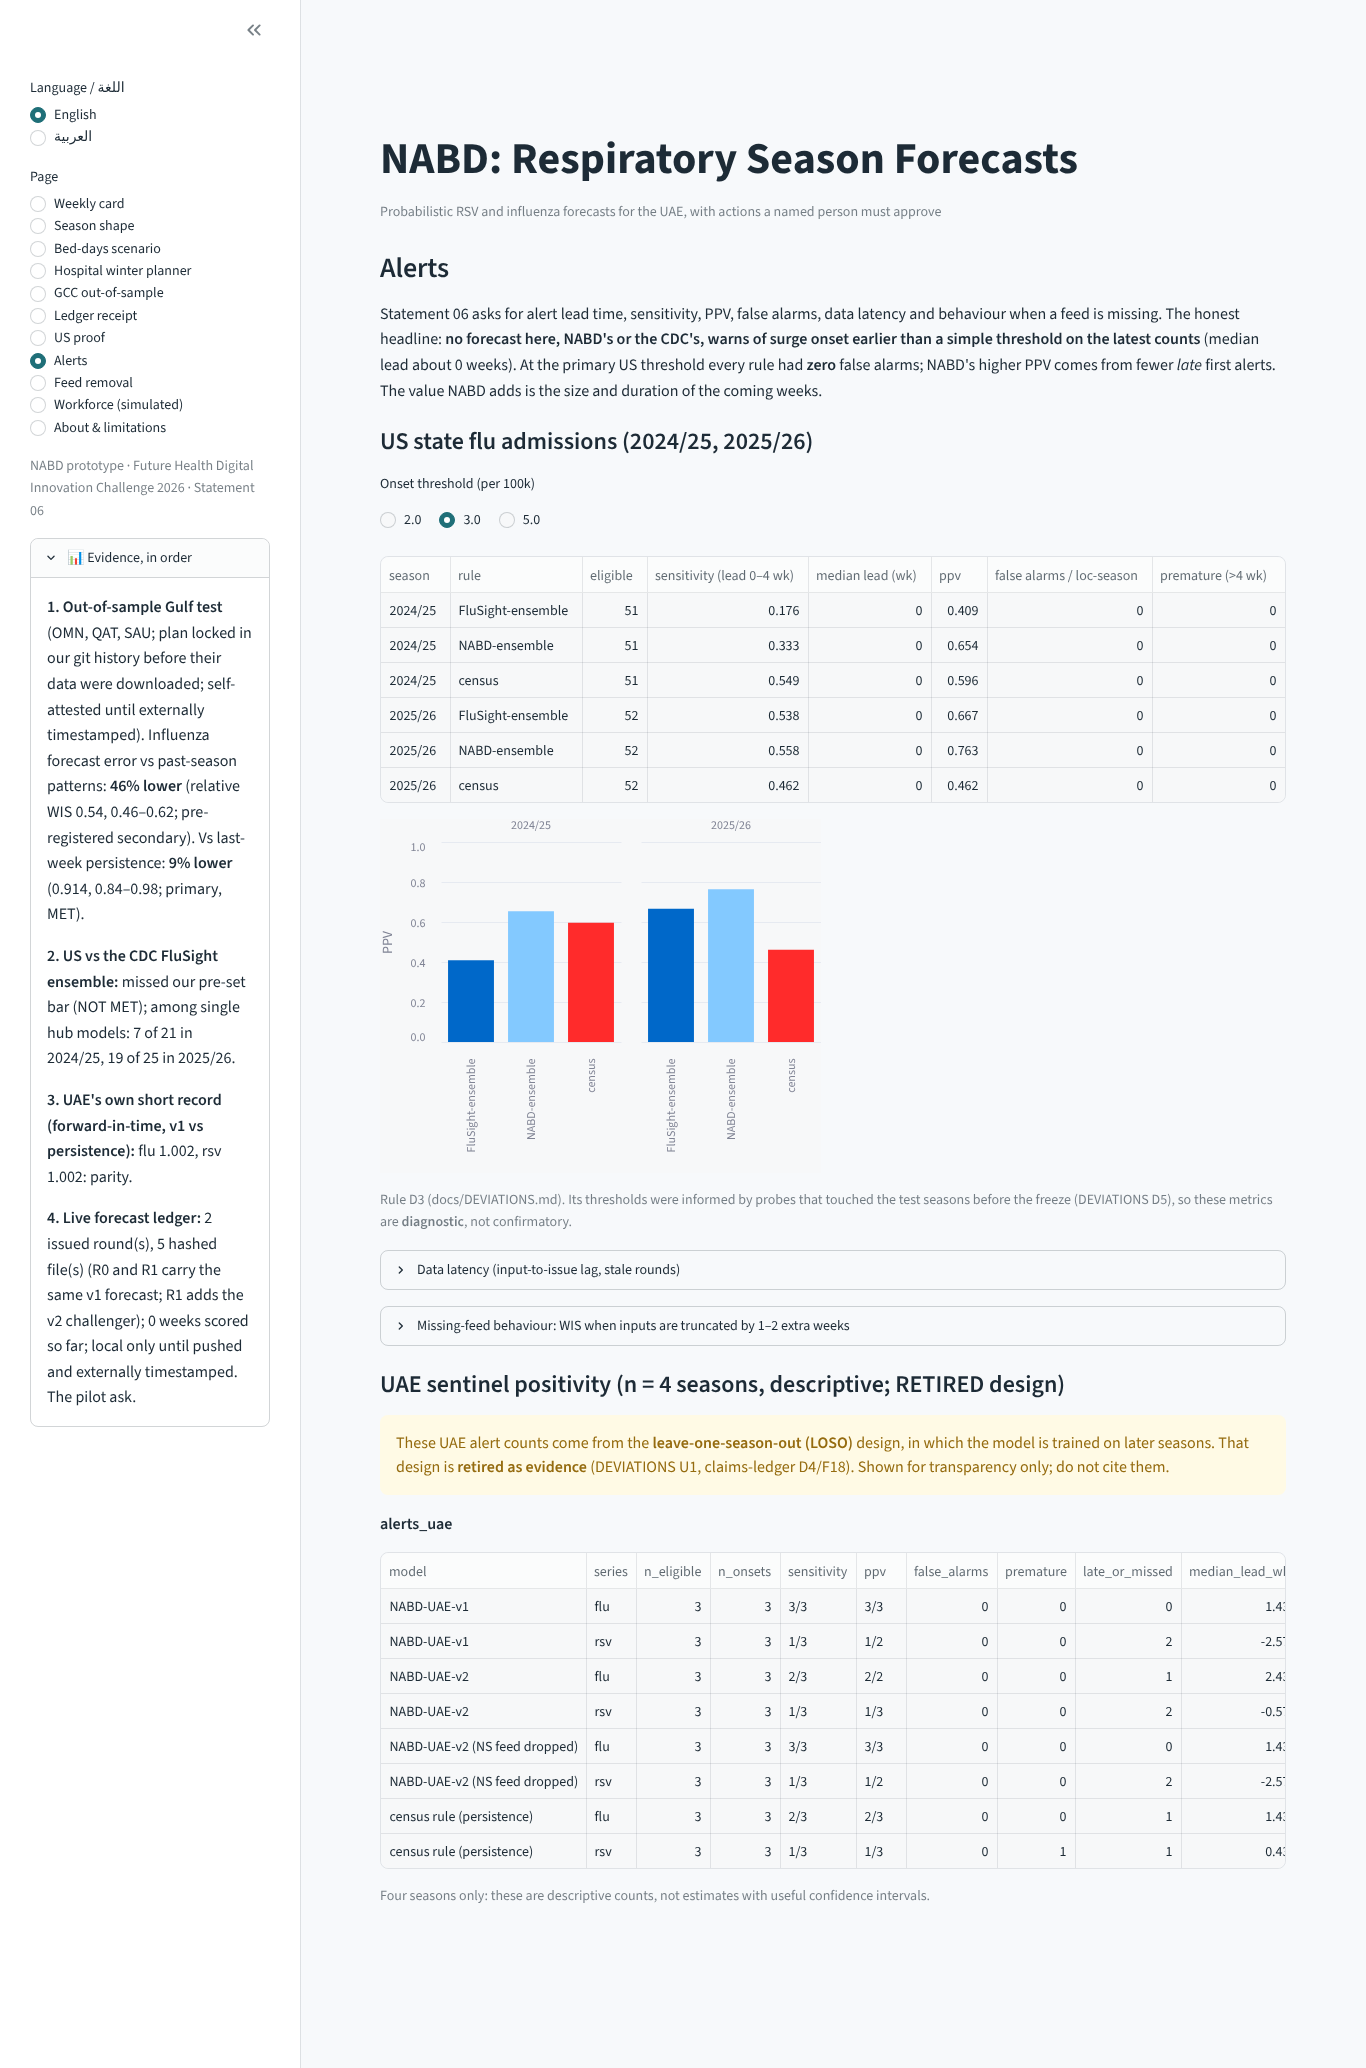 Language / اللغة
English
العربية
Page
Weekly card
Season shape
Bed-days scenario
Hospital winter planner
GCC out-of-sample
Ledger receipt
US proof
Alerts
Feed removal
Workforce (simulated)
About & limitations
NABD prototype · Future Health Digital
Innovation Challenge 2026 · Statement
06
📊 Evidence, in order
1. Out-of-sample Gulf test
(OMN, QAT, SAU; plan locked in
our git history before their
data were downloaded; self-
attested until externally
timestamped). Influenza
forecast error vs past-season
patterns: 46% lower (relative
WIS 0.54, 0.46–0.62; pre-
registered secondary). Vs last-
week persistence: 9% lower
(0.914, 0.84–0.98; primary,
MET).
2. US vs the CDC FluSight
ensemble: missed our pre-set
bar (NOT MET); among single
hub models: 7 of 21 in
2024/25, 19 of 25 in 2025/26.
3. UAE's own short record
(forward-in-time, v1 vs
persistence): flu 1.002, rsv
1.002: parity.
4. Live forecast ledger: 2
issued round(s), 5 hashed
file(s) (R0 and R1 carry the
same v1 forecast; R1 adds the
v2 challenger); 0 weeks scored
so far; local only until pushed
and externally timestamped.
The pilot ask.
NABD: Respiratory Season Forecasts
Probabilistic RSV and influenza forecasts for the UAE, with actions a named person must approve
Alerts
Statement 06 asks for alert lead time, sensitivity, PPV, false alarms, data latency and behaviour when a feed is missing. The honest
headline: no forecast here, NABD's or the CDC's, warns of surge onset earlier than a simple threshold on the latest counts (median
lead about 0 weeks). At the primary US threshold every rule had zero false alarms; NABD's higher PPV comes from fewer late first alerts.
The value NABD adds is the size and duration of the coming weeks.
US state flu admissions (2024/25, 2025/26)
Onset threshold (per 100k)
2.0 3.0 5.0
season rule eligible sensitivity (lead 0–4 wk) median lead (wk) ppv false alarms / loc-season premature (>4 wk)
2024/25 FluSight-ensemble 51 0.176 0 0.409 0 0
2024/25 NABD-ensemble 51 0.333 0 0.654 0 0
2024/25 census 51 0.549 0 0.596 0 0
2025/26 FluSight-ensemble 52 0.538 0 0.667 0 0
2025/26 NABD-ensemble 52 0.558 0 0.763 0 0
2025/26 census 52 0.462 0 0.462 0 0
2024/25 2025/26
1.0
0.8
0.6
0.4
0.2
0.0
PPV
FluSight-ensemble NABD-ensemble census FluSight-ensemble NABD-ensemble census
Rule D3 (docs/DEVIATIONS.md). Its thresholds were informed by probes that touched the test seasons before the freeze (DEVIATIONS D5), so these metrics
are diagnostic, not confirmatory.
Data latency (input-to-issue lag, stale rounds)
Missing-feed behaviour: WIS when inputs are truncated by 1–2 extra weeks
UAE sentinel positivity (n = 4 seasons, descriptive; RETIRED design)
These UAE alert counts come from the leave-one-season-out (LOSO) design, in which the model is trained on later seasons. That
design is retired as evidence (DEVIATIONS U1, claims-ledger D4/F18). Shown for transparency only; do not cite them.
alerts_uae
model series n_eligible n_onsets sensitivity ppv false_alarms premature late_or_missed
NABD-UAE-v1 flu 3 3 3/3 3/3 0 0 0
NABD-UAE-v1 rsv 3 3 1/3 1/2 0 0 2
NABD-UAE-v2 flu 3 3 2/3 2/2 0 0 1
NABD-UAE-v2 rsv 3 3 1/3 1/3 0 0 2
NABD-UAE-v2 (NS feed dropped) flu 3 3 3/3 3/3 0 0 0
NABD-UAE-v2 (NS feed dropped) rsv 3 3 1/3 1/2 0 0 2
census rule (persistence) flu 3 3 2/3 2/3 0 0 1
census rule (persistence) rsv 3 3 1/3 1/3 0 1 1
Four seasons only: these are descriptive counts, not estimates with useful confidence intervals.